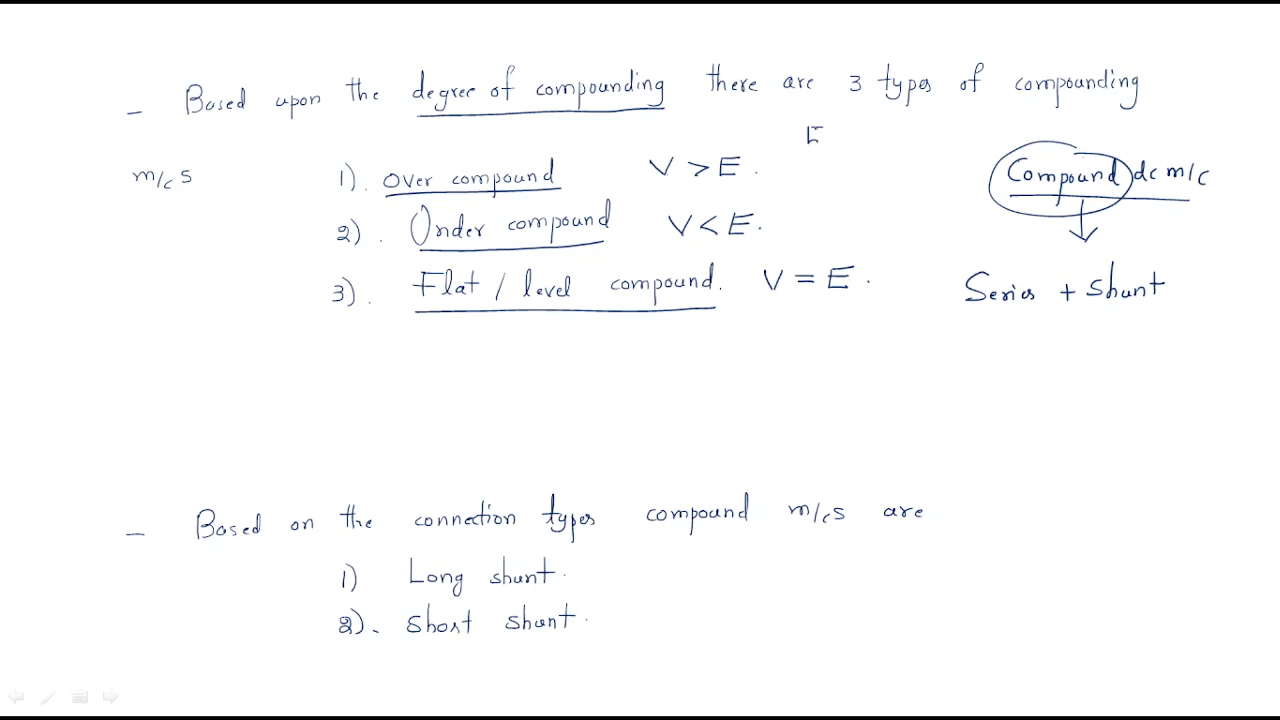 - Based upon the degree of compounding there are 3 types of compounding
E
m/cs 1). over compound V > E. Compound dc m/c
2). Under compound V < E.
3). Flat / level compound. V = E. Series + Shunt
- Based on the connection types compound m/cs are
1) Long shunt.
2). Short shunt.